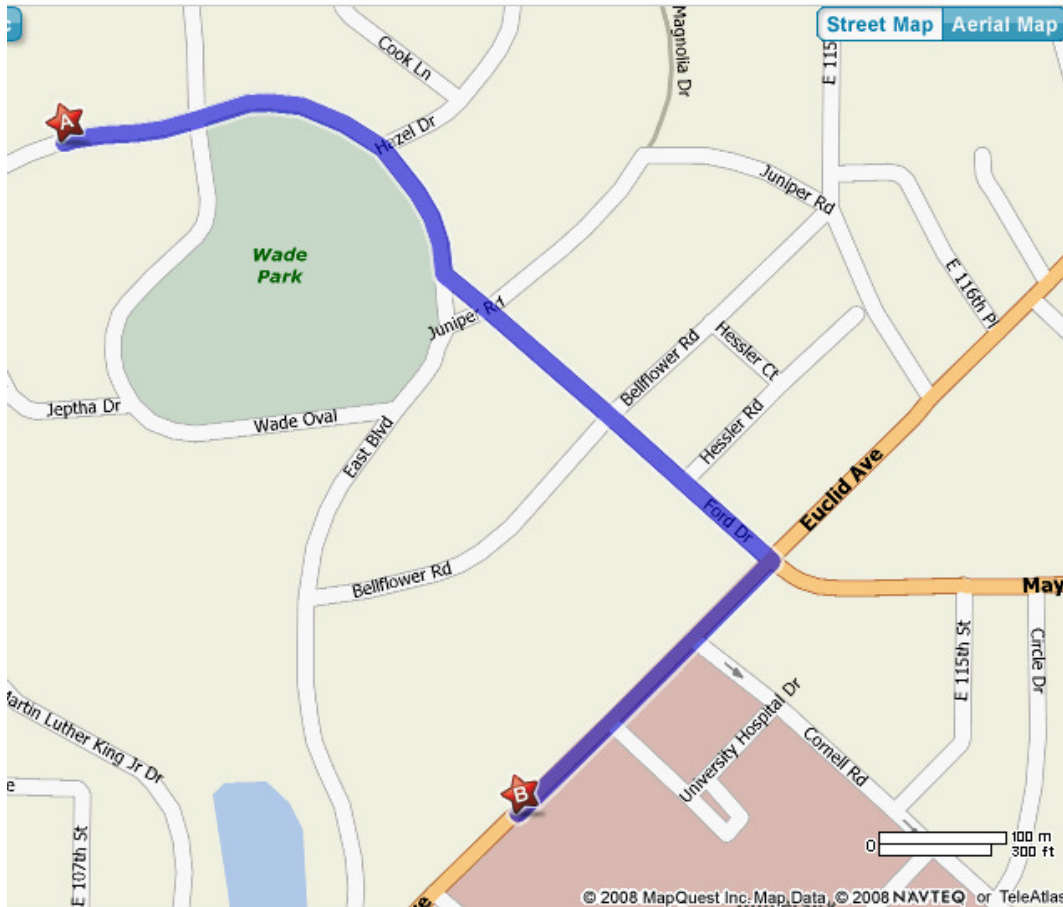 Street Map Aerial Map
Magnolia Dr
E 115
Cook Ln
A
Hazel Dr
Juniper Rd
Wade
Park
E 116th Pl
Juniper Rd
Hessler Ct
Bellflower Rd
Jeptha Dr
Wade Oval
Hessler Rd
East Blvd
Euclid Ave
Ford Dr
Bellflower Rd
May
E 115th St
Circle Dr
Martin Luther King Jr Dr
University Hospital Dr
Cornell Rd
B
E 107th St
0
100 m
300 ft
© 2008 MapQuest Inc. Map Data, © 2008 NAVTEQ or TeleAtlas